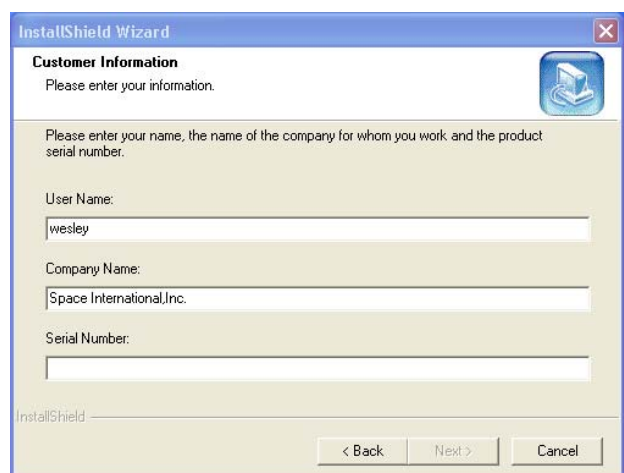 InstallShield Wizard
Customer Information
Please enter your information.
Please enter your name, the name of the company for whom you work and the product
serial number.
User Name:
wesley
Company Name:
Space International,Inc.
Serial Number:
InstallShield
< Back
Next >
Cancel